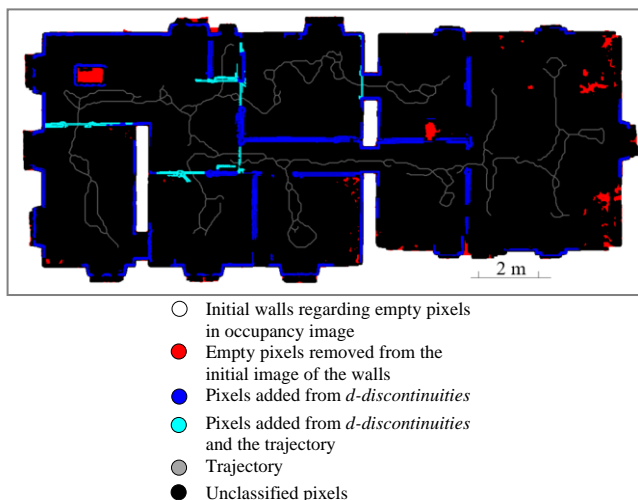 2 m
Initial walls regarding empty pixels
in occupancy image
Empty pixels removed from the
initial image of the walls
Pixels added from d-discontinuities
Pixels added from d-discontinuities
and the trajectory
Trajectory
Unclassified pixels